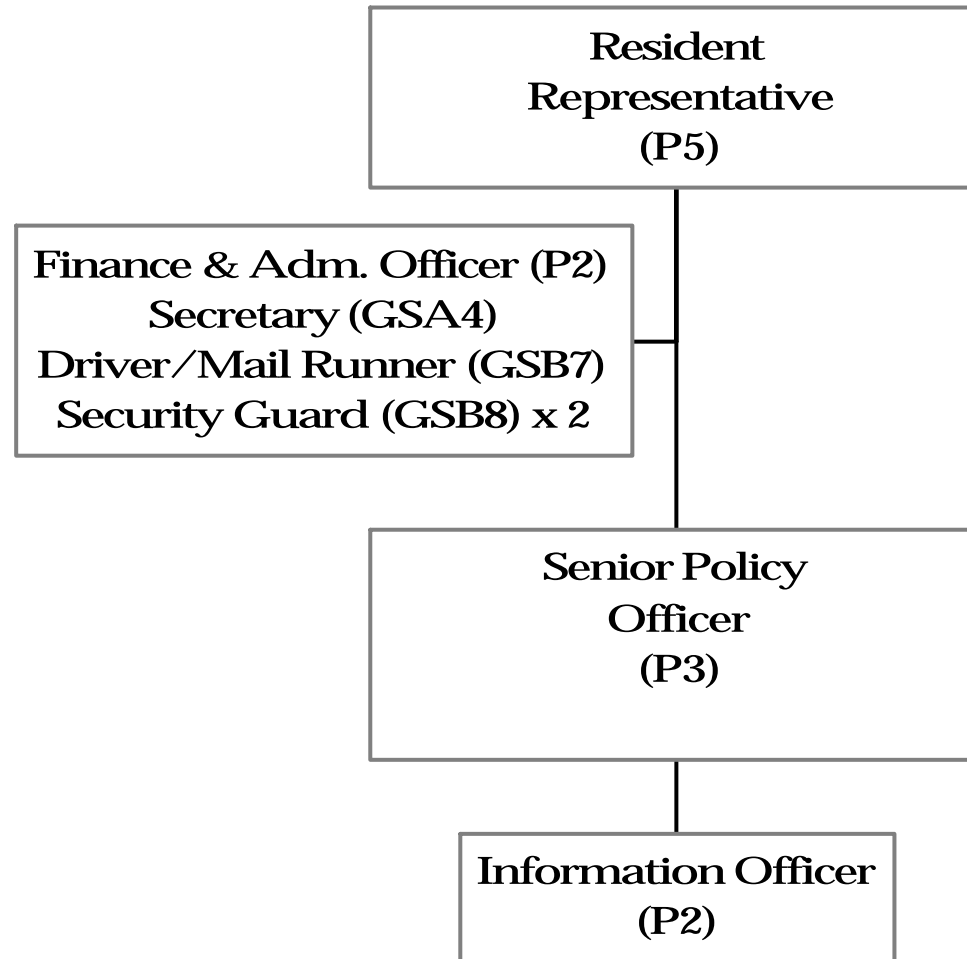 Resident
Representative
(P5)
Finance & Adm. Officer (P2)
Secretary (GSA4)
Driver/Mail Runner (GSB7)
Security Guard (GSB8) x 2
Senior Policy
Officer
(P3)
Information Officer
(P2)